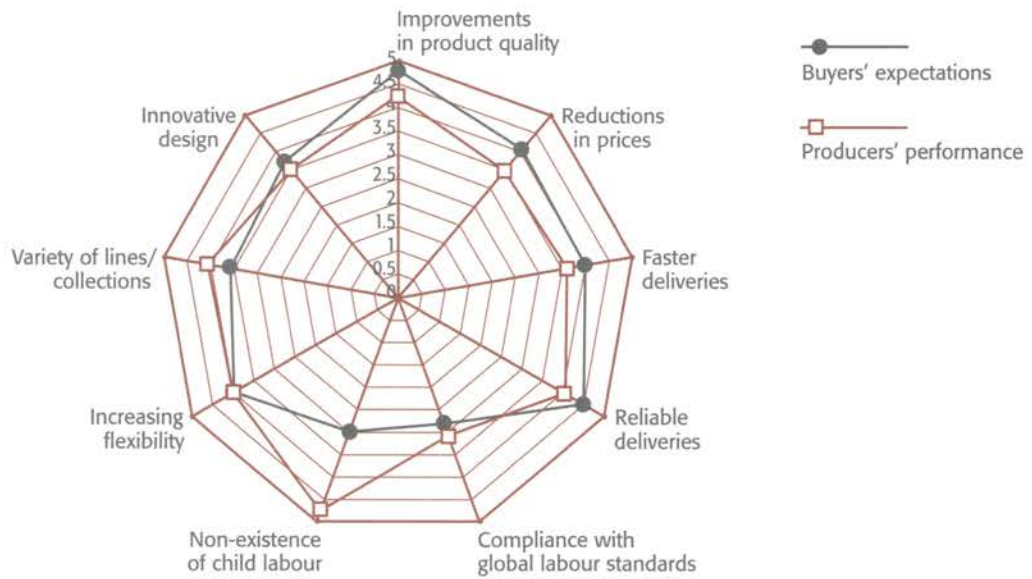 Improvements
in product quality
Reductions
in prices
Faster
deliveries
Reliable
deliveries
Compliance with
global labour standards
Non-existence
of child labour
Increasing
flexibility
Variety of lines/
collections
Innovative
design
5
4.5
4
3.5
3
2.5
2
1.5
1
0.5
0
Buyers' expectations
Producers' performance